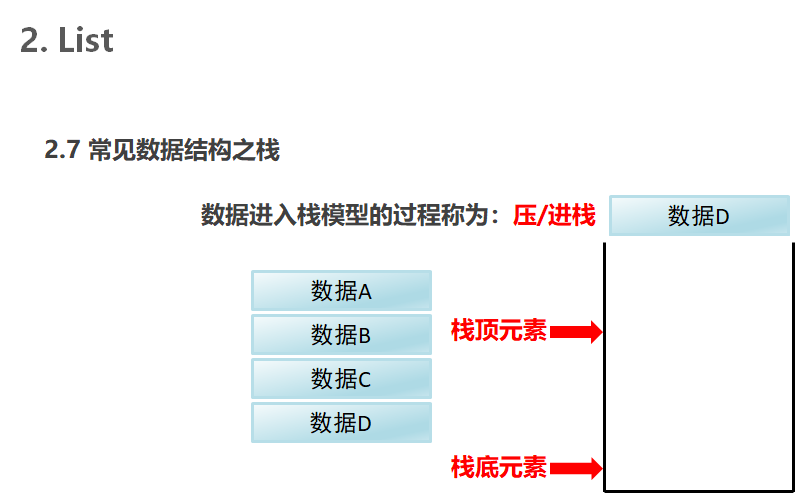 2. List
2.7 常见数据结构之栈
数据进入栈模型的过程称为：压/进栈
数据D
数据A
数据B
数据C
数据D
栈顶元素
栈底元素